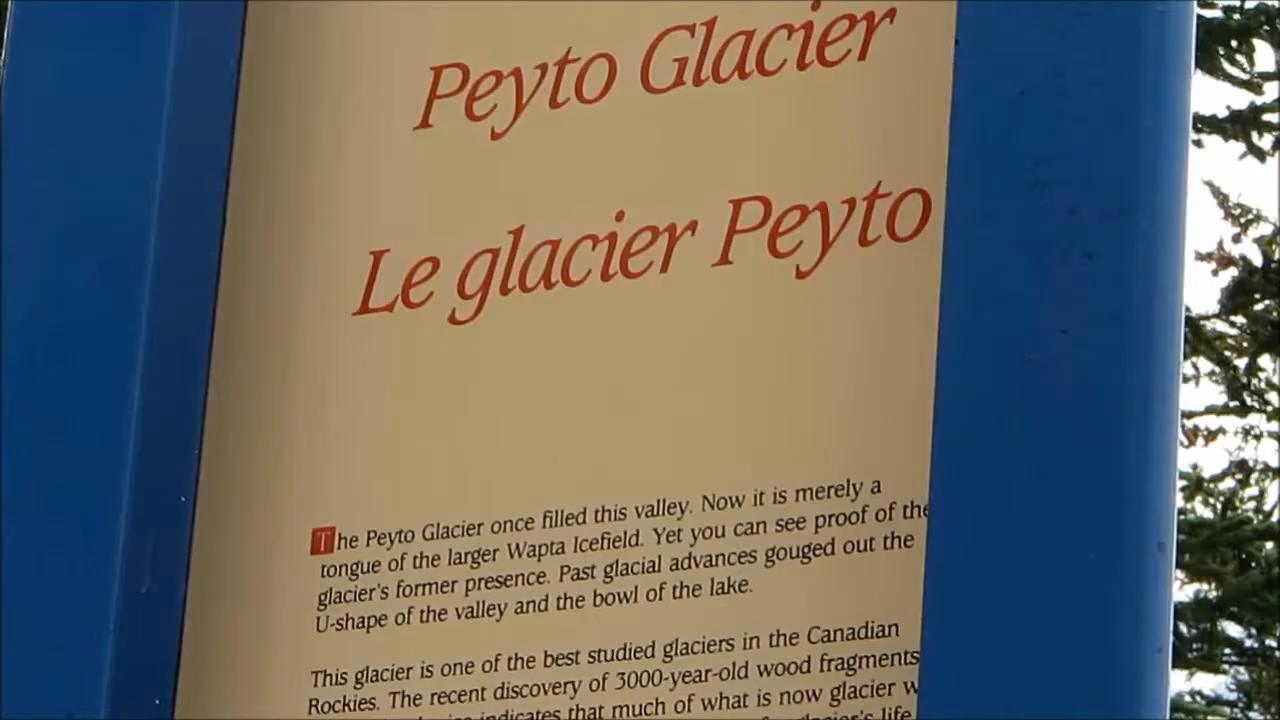 Peyto Glacier
Le glacier Peyto
The Peyto Glacier once filled this valley. Now it is merely a
tongue of the larger Wapta Icefield. Yet you can see proof of the
glacier's former presence. Past glacial advances gouged out the
U-shape of the valley and the bowl of the lake.
This glacier is one of the best studied glaciers in the Canadian
Rockies. The recent discovery of 3000-year-old wood fragments
indicates that much of what is now glacier w
glacier's life